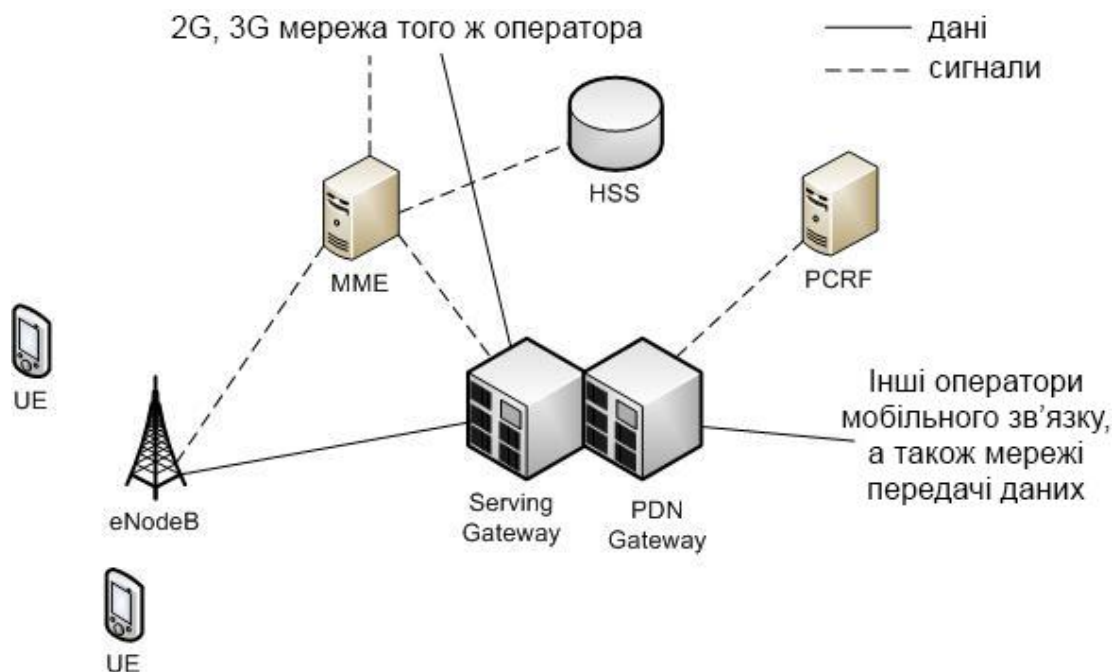 2G, 3G мережа того ж оператора
дані
сигнали
HSS
MME
PCRF
UE
Інші оператори
мобільного зв’язку,
а також мережі
передачі даних
eNodeB
Serving
Gateway
PDN
Gateway
UE